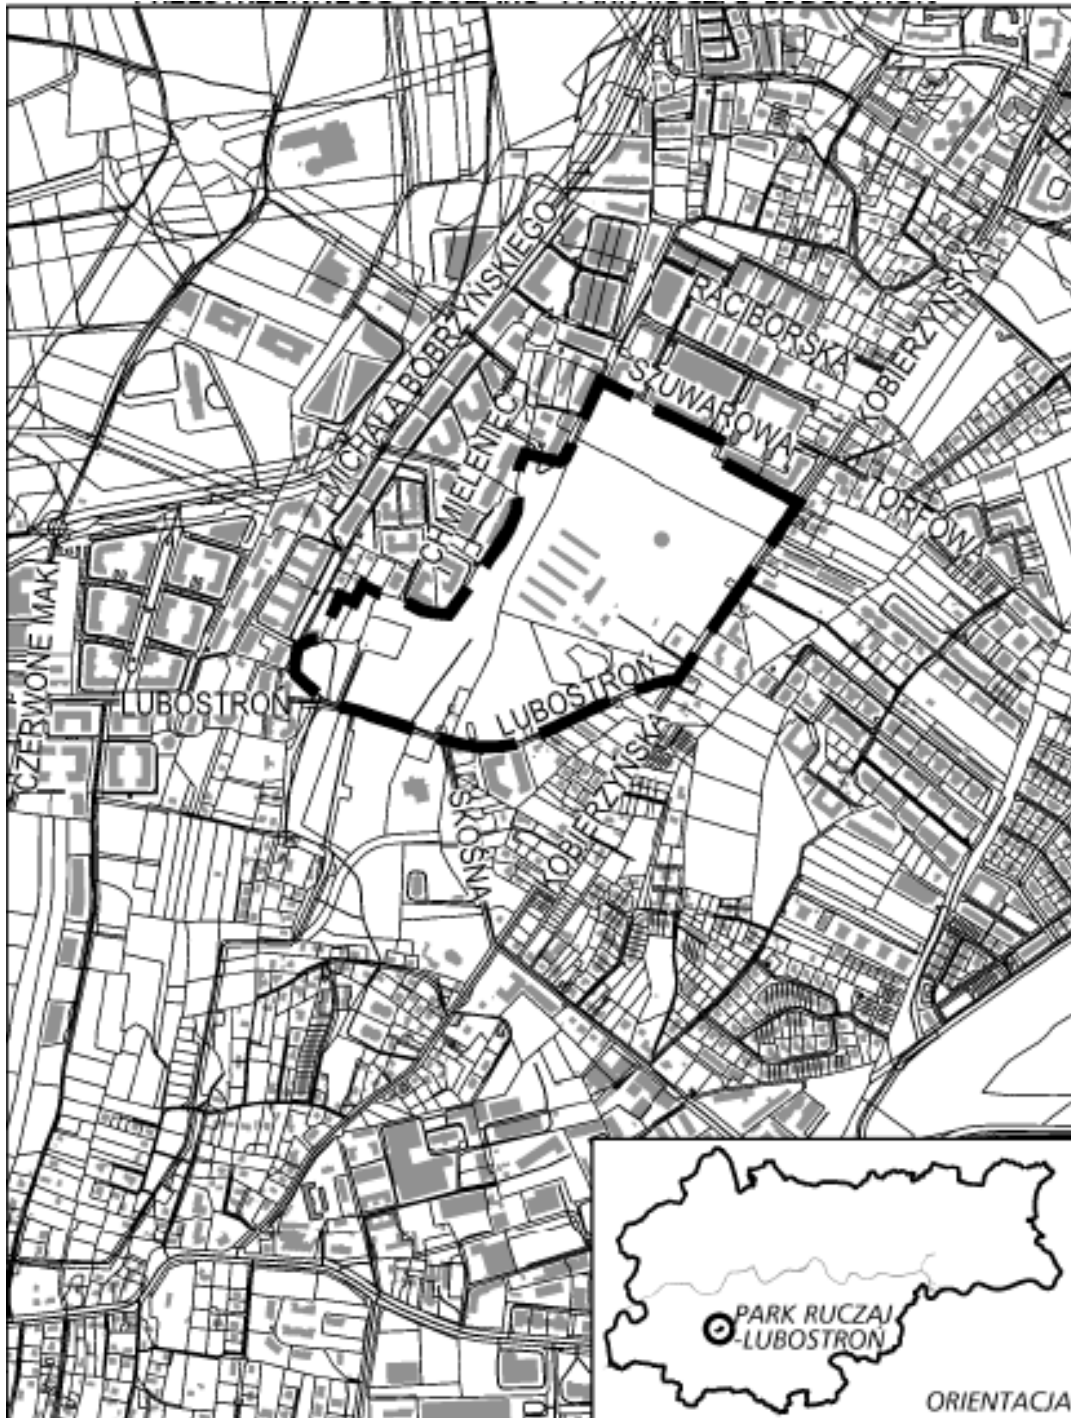 MICHAŁA BOBRZYŃSKIEGO
RACIBORSKA
KOBIERZYŃSKA
SZUWAROWA
CHMIELENIEC
TORFOWA
CZERWONE MAKI
LUBOSTROŃ
LUBOSTROŃ
KOBIERZYŃSKA
PARK RUCZAJ
-LUBOSTROŃ
ORIENTACJA